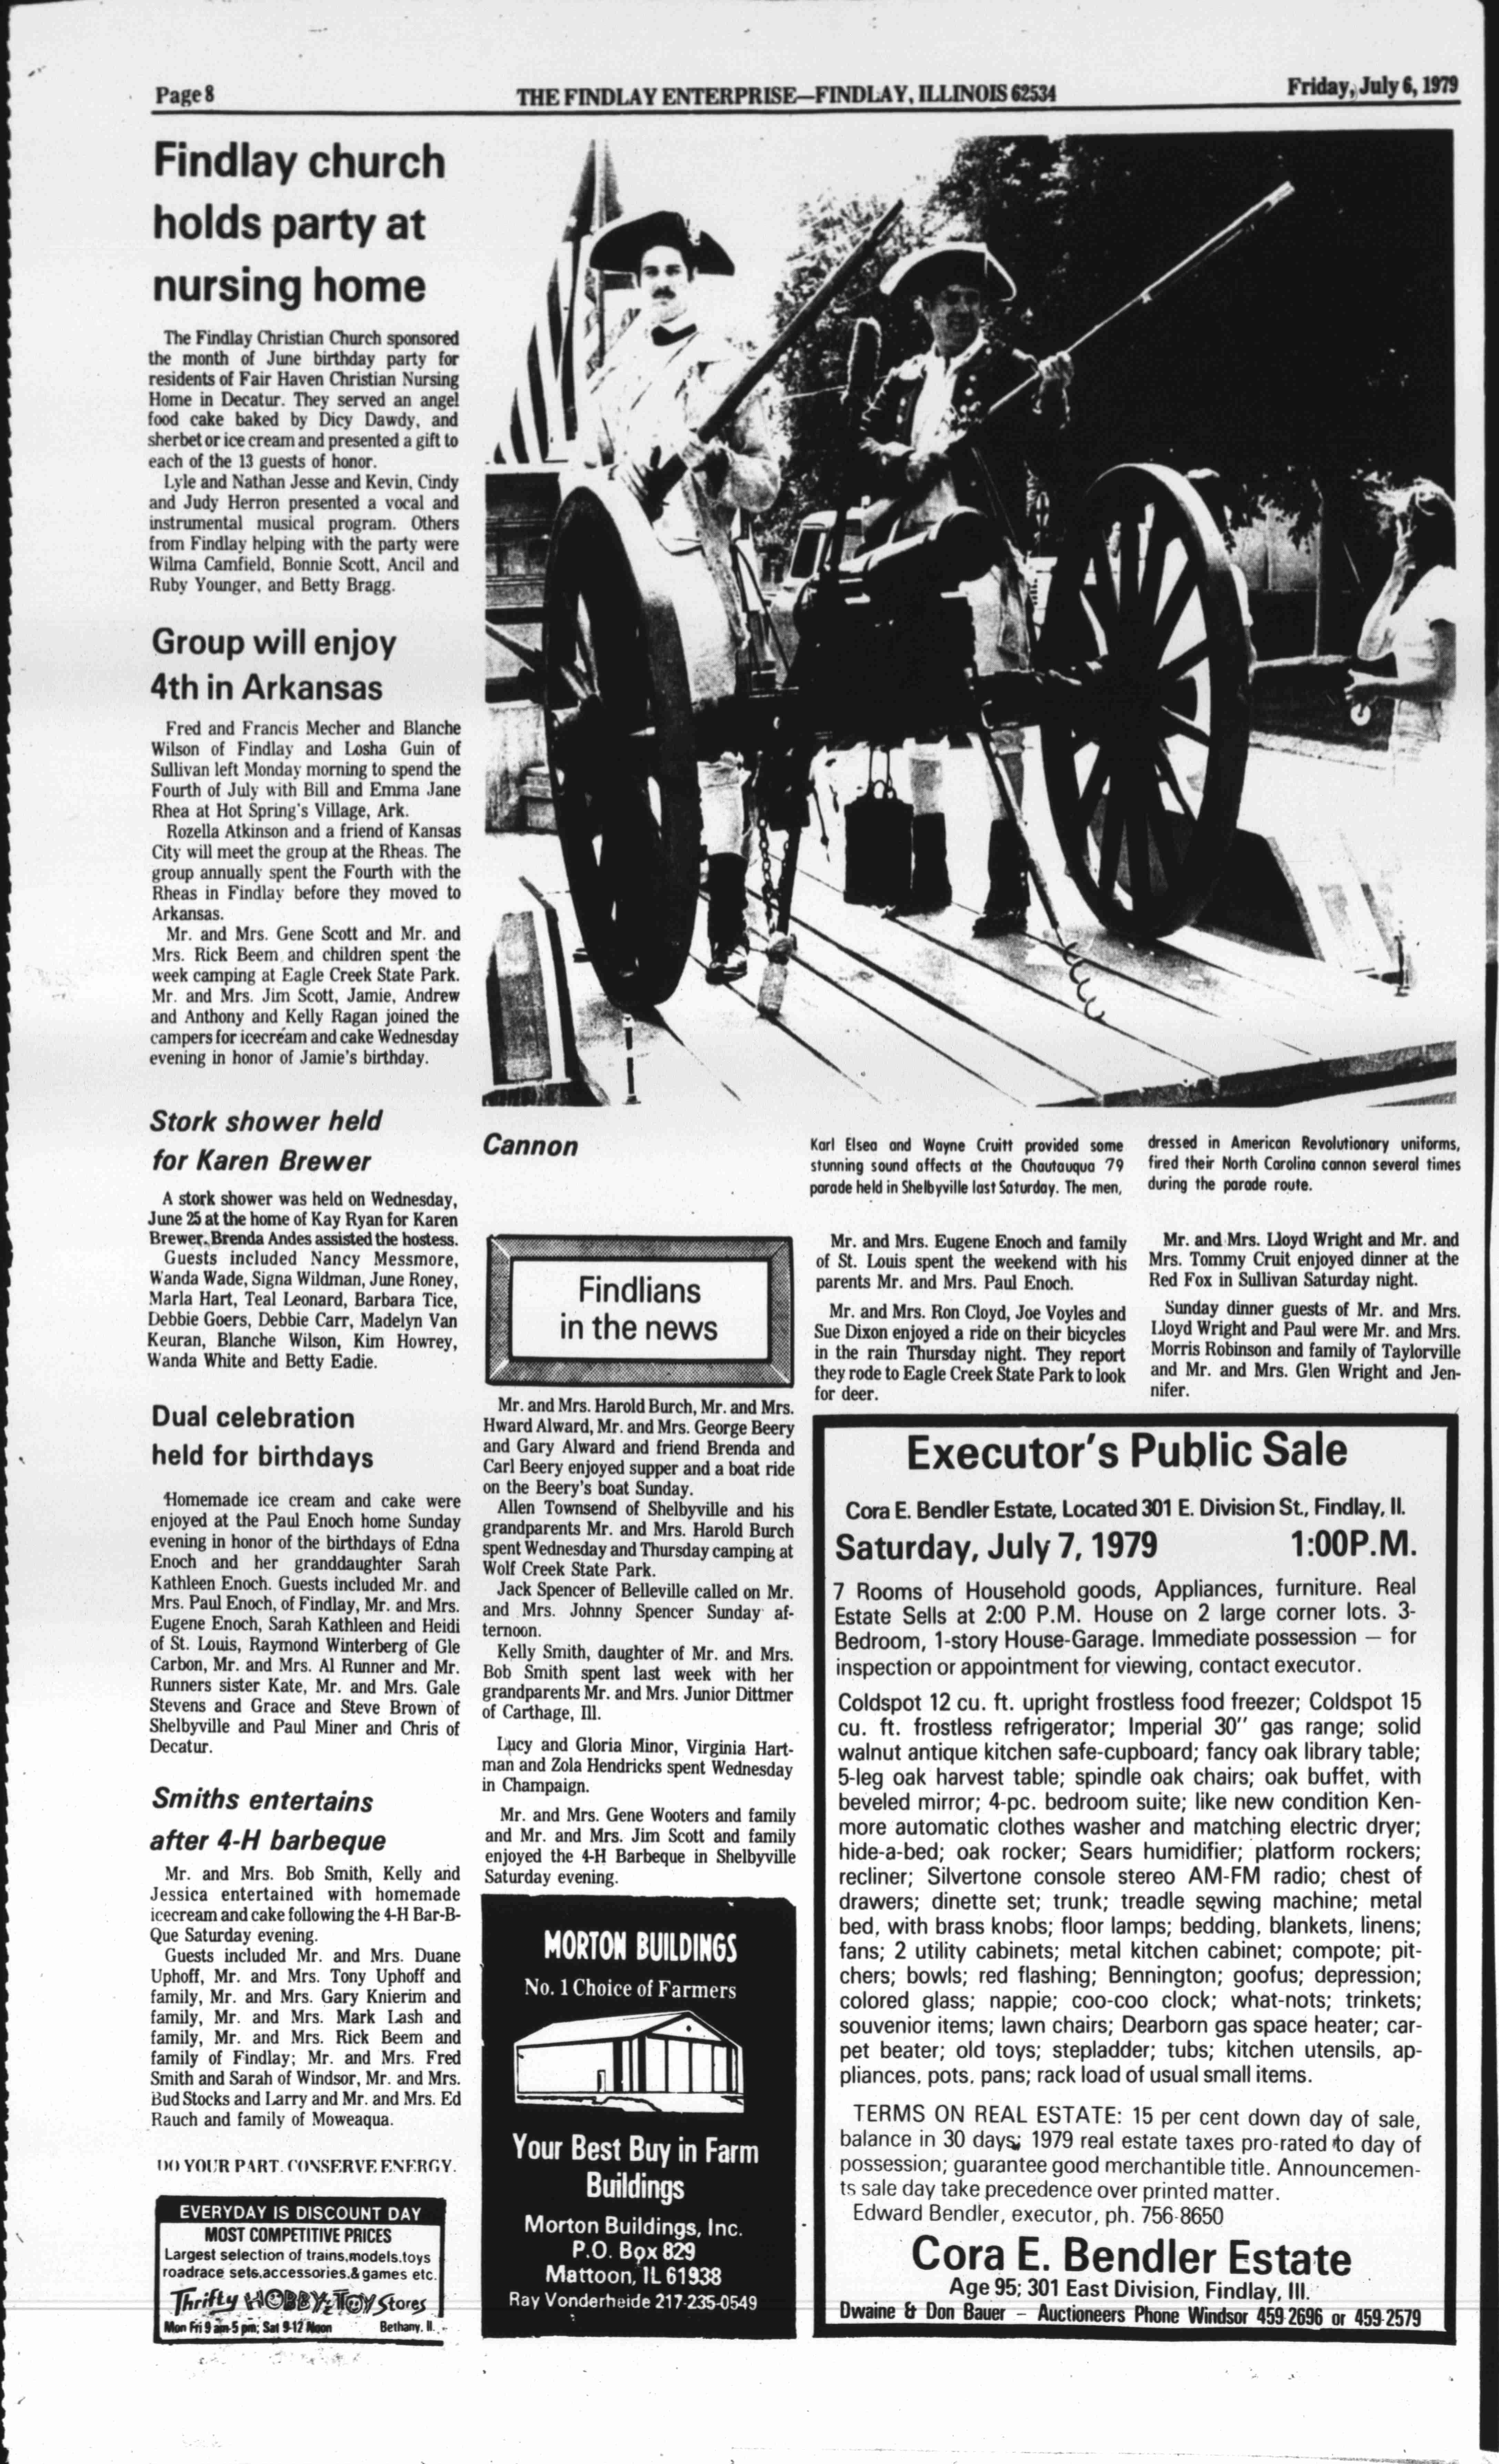 Page 8
THE FINDLAY ENTERPRISE—FINDLAY, ILLINOIS 62534
Friday, July 6, 1979
Findlay church
holds party at
nursing home
The Findlay Christian Church sponsored
the month of June birthday party for
residents of Fair Haven Christian Nursing
Home in Decatur. They served an angel
food cake baked by Dicy Dawdy, and
sherbet or ice cream and presented a gift to
each of the 13 guests of honor.
Lyle and Nathan Jesse and Kevin, Cindy
and Judy Herron presented a vocal and
instrumental musical program. Others
from Findlay helping with the party were
Wilma Camfield, Bonnie Scott, Ancil and
Ruby Younger, and Betty Bragg.
Group will enjoy
4th in Arkansas
Fred and Francis Mecher and Blanche
Wilson of Findlay and Losha Guin of
Sullivan left Monday morning to spend the
Fourth of July with Bill and Emma Jane
Rhea at Hot Spring's Village, Ark.
Rozella Atkinson and a friend of Kansas
City will meet the group at the Rheas. The
group annually spent the Fourth with the
Rheas in Findlay before they moved to
Arkansas.
Mr. and Mrs. Gene Scott and Mr. and
Mrs. Rick Beem and children spent the
week camping at Eagle Creek State Park.
Mr. and Mrs. Jim Scott, Jamie, Andrew
and Anthony and Kelly Ragan joined the
campers for icecream and cake Wednesday
evening in honor of Jamie's birthday.
Stork shower held
for Karen Brewer
A stork shower was held on Wednesday,
June 25 at the home of Kay Ryan for Karen
Brewer. Brenda Andes assisted the hostess.
Guests included Nancy Messmore,
Wanda Wade, Signa Wildman, June Roney,
Marla Hart, Teal Leonard, Barbara Tice,
Debbie Goers, Debbie Carr, Madelyn Van
Keuran, Blanche Wilson, Kim Howrey,
Wanda White and Betty Eadie.
Dual celebration
held for birthdays
Homemade ice cream and cake were
enjoyed at the Paul Enoch home Sunday
evening in honor of the birthdays of Edna
Enoch and her granddaughter Sarah
Kathleen Enoch. Guests included Mr. and
Mrs. Paul Enoch, of Findlay, Mr. and Mrs.
Eugene Enoch, Sarah Kathleen and Heidi
of St. Louis, Raymond Winterberg of Gle
Carbon, Mr. and Mrs. Al Runner and Mr.
Runners sister Kate, Mr. and Mrs. Gale
Stevens and Grace and Steve Brown of
Shelbyville and Paul Miner and Chris of
Decatur.
Smiths entertains
after 4-H barbeque
Mr. and Mrs. Bob Smith, Kelly and
Jessica entertained with homemade
icecream and cake following the 4-H Bar-B-
Que Saturday evening.
Guests included Mr. and Mrs. Duane
Uphoff, Mr. and Mrs. Tony Uphoff and
family, Mr. and Mrs. Gary Knierim and
family, Mr. and Mrs. Mark Lash and
family, Mr. and Mrs. Rick Beem and
family of Findlay; Mr. and Mrs. Fred
Smith and Sarah of Windsor, Mr. and Mrs.
Bud Stocks and Larry and Mr. and Mrs. Ed
Rauch and family of Moweaqua.
DO YOUR PART. CONSERVE ENERGY.
EVERYDAY IS DISCOUNT DAY
MOST COMPETITIVE PRICES
Largest selection of trains,models,toys
roadrace sets,accessories,&games etc.
Thrifty HOBBY & TOY Stores
Mon Fri 9 am-5 pm; Sat 9-12 Noon Bethany, Il.
Cannon
Karl Elsea and Wayne Cruitt provided some
stunning sound affects at the Chautauqua 79
parade held in Shelbyville last Saturday. The men,
dressed in American Revolutionary uniforms,
fired their North Carolina cannon several times
during the parade route.
Findlians
in the news
Mr. and Mrs. Harold Burch, Mr. and Mrs.
Hward Alward, Mr. and Mrs. George Beery
and Gary Alward and friend Brenda and
Carl Beery enjoyed supper and a boat ride
on the Beery's boat Sunday.
Allen Townsend of Shelbyville and his
grandparents Mr. and Mrs. Harold Burch
spent Wednesday and Thursday camping at
Wolf Creek State Park.
Jack Spencer of Belleville called on Mr.
and Mrs. Johnny Spencer Sunday af-
ternoon.
Kelly Smith, daughter of Mr. and Mrs.
Bob Smith spent last week with her
grandparents Mr. and Mrs. Junior Dittmer
of Carthage, Ill.
Lucy and Gloria Minor, Virginia Hart-
man and Zola Hendricks spent Wednesday
in Champaign.
Mr. and Mrs. Gene Wooters and family
and Mr. and Mrs. Jim Scott and family
enjoyed the 4-H Barbeque in Shelbyville
Saturday evening.
MORTON BUILDINGS
No. 1 Choice of Farmers
Your Best Buy in Farm
Buildings
Morton Buildings, Inc.
P.O. Box 829
Mattoon, IL 61938
Ray Vonderheide 217-235-0549
Mr. and Mrs. Eugene Enoch and family
of St. Louis spent the weekend with his
parents Mr. and Mrs. Paul Enoch.
Mr. and Mrs. Ron Cloyd, Joe Voyles and
Sue Dixon enjoyed a ride on their bicycles
in the rain Thursday night. They report
they rode to Eagle Creek State Park to look
for deer.
Mr. and Mrs. Lloyd Wright and Mr. and
Mrs. Tommy Cruit enjoyed dinner at the
Red Fox in Sullivan Saturday night.
Sunday dinner guests of Mr. and Mrs.
Lloyd Wright and Paul were Mr. and Mrs.
Morris Robinson and family of Taylorville
and Mr. and Mrs. Glen Wright and Jen-
nifer.
Executor's Public Sale
Cora E. Bendler Estate, Located 301 E. Division St., Findlay, Il.
Saturday, July 7, 1979 1:00P.M.
7 Rooms of Household goods, Appliances, furniture. Real
Estate Sells at 2:00 P.M. House on 2 large corner lots. 3-
Bedroom, 1-story House-Garage. Immediate possession — for
inspection or appointment for viewing, contact executor.
Coldspot 12 cu. ft. upright frostless food freezer; Coldspot 15
cu. ft. frostless refrigerator; Imperial 30" gas range; solid
walnut antique kitchen safe-cupboard; fancy oak library table;
5-leg oak harvest table; spindle oak chairs; oak buffet, with
beveled mirror; 4-pc. bedroom suite; like new condition Ken-
more automatic clothes washer and matching electric dryer;
hide-a-bed; oak rocker; Sears humidifier; platform rockers;
recliner; Silvertone console stereo AM-FM radio; chest of
drawers; dinette set; trunk; treadle sewing machine; metal
bed, with brass knobs; floor lamps; bedding, blankets, linens;
fans; 2 utility cabinets; metal kitchen cabinet; compote; pit-
chers; bowls; red flashing; Bennington; goofus; depression;
colored glass; nappie; coo-coo clock; what-nots; trinkets;
souvenior items; lawn chairs; Dearborn gas space heater; car-
pet beater; old toys; stepladder; tubs; kitchen utensils, ap-
pliances, pots, pans; rack load of usual small items.
TERMS ON REAL ESTATE: 15 per cent down day of sale,
balance in 30 days; 1979 real estate taxes pro-rated to day of
possession; guarantee good merchantible title. Announcemen-
ts sale day take precedence over printed matter.
Edward Bendler, executor, ph. 756-8650
Cora E. Bendler Estate
Age 95; 301 East Division, Findlay, Ill.
Dwaine & Don Bauer — Auctioneers Phone Windsor 459-2696 or 459-2579